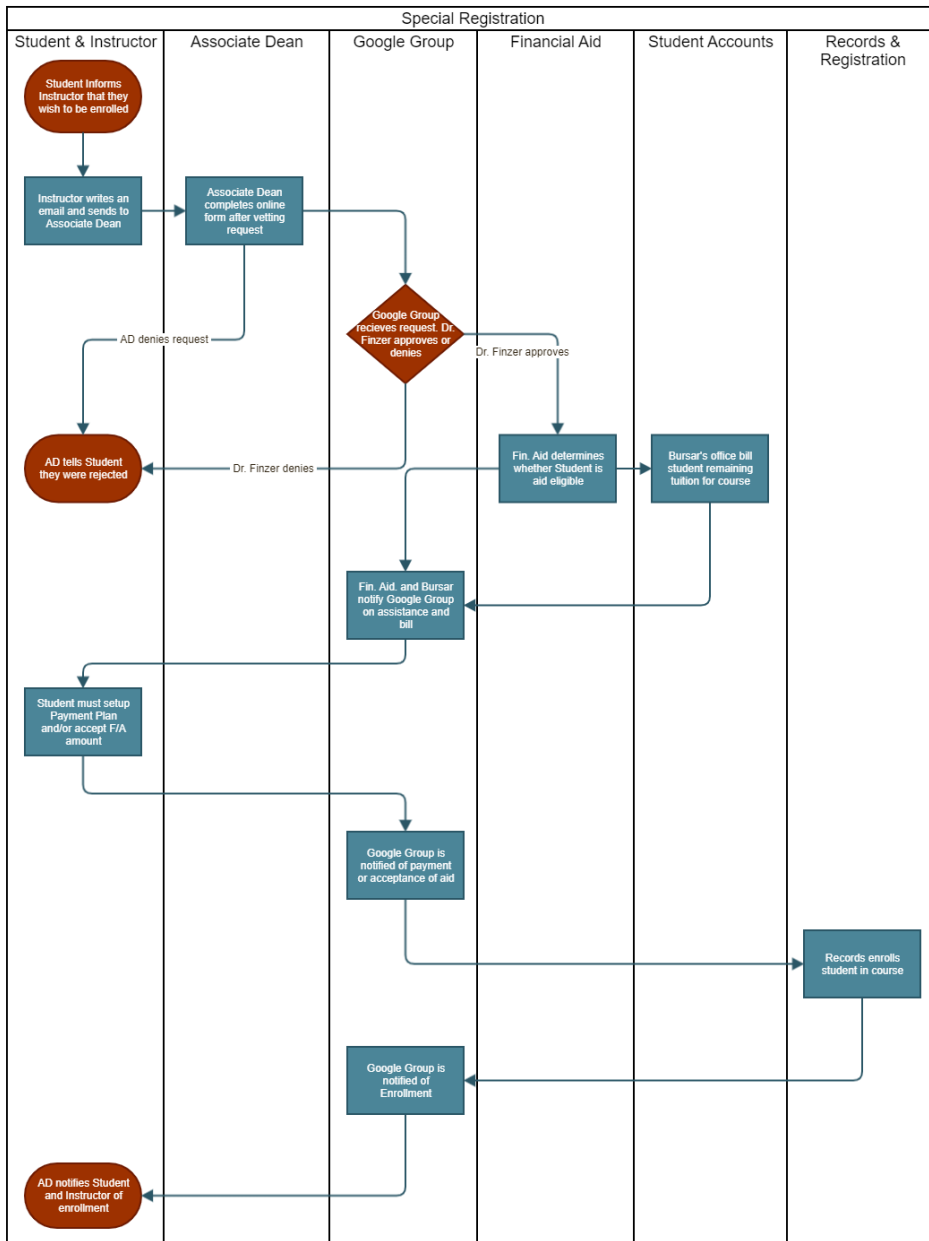 Special Registration
Student & Instructor
Associate Dean
Google Group
Financial Aid
Student Accounts
Records &
Registration
Student Informs
Instructor that they
wish to be enrolled
Instructor writes an
email and sends to
Associate Dean
Associate Dean
completes online
form after vetting
request
Google Group
recieves request. Dr.
Finzer approves or
denies
AD denies request
Dr. Finzer approves
AD tells Student
they were rejected
Dr. Finzer denies
Fin. Aid determines
whether Student is
aid eligible
Bursar's office bill
student remaining
tuition for course
Fin. Aid. and Bursar
notify Google Group
on assistance and
bill
Student must setup
Payment Plan
and/or accept F/A
amount
Google Group is
notified of payment
or acceptance of aid
Records enrolls
student in course
Google Group is
notified of
Enrollment
AD notifies Student
and Instructor of
enrollment